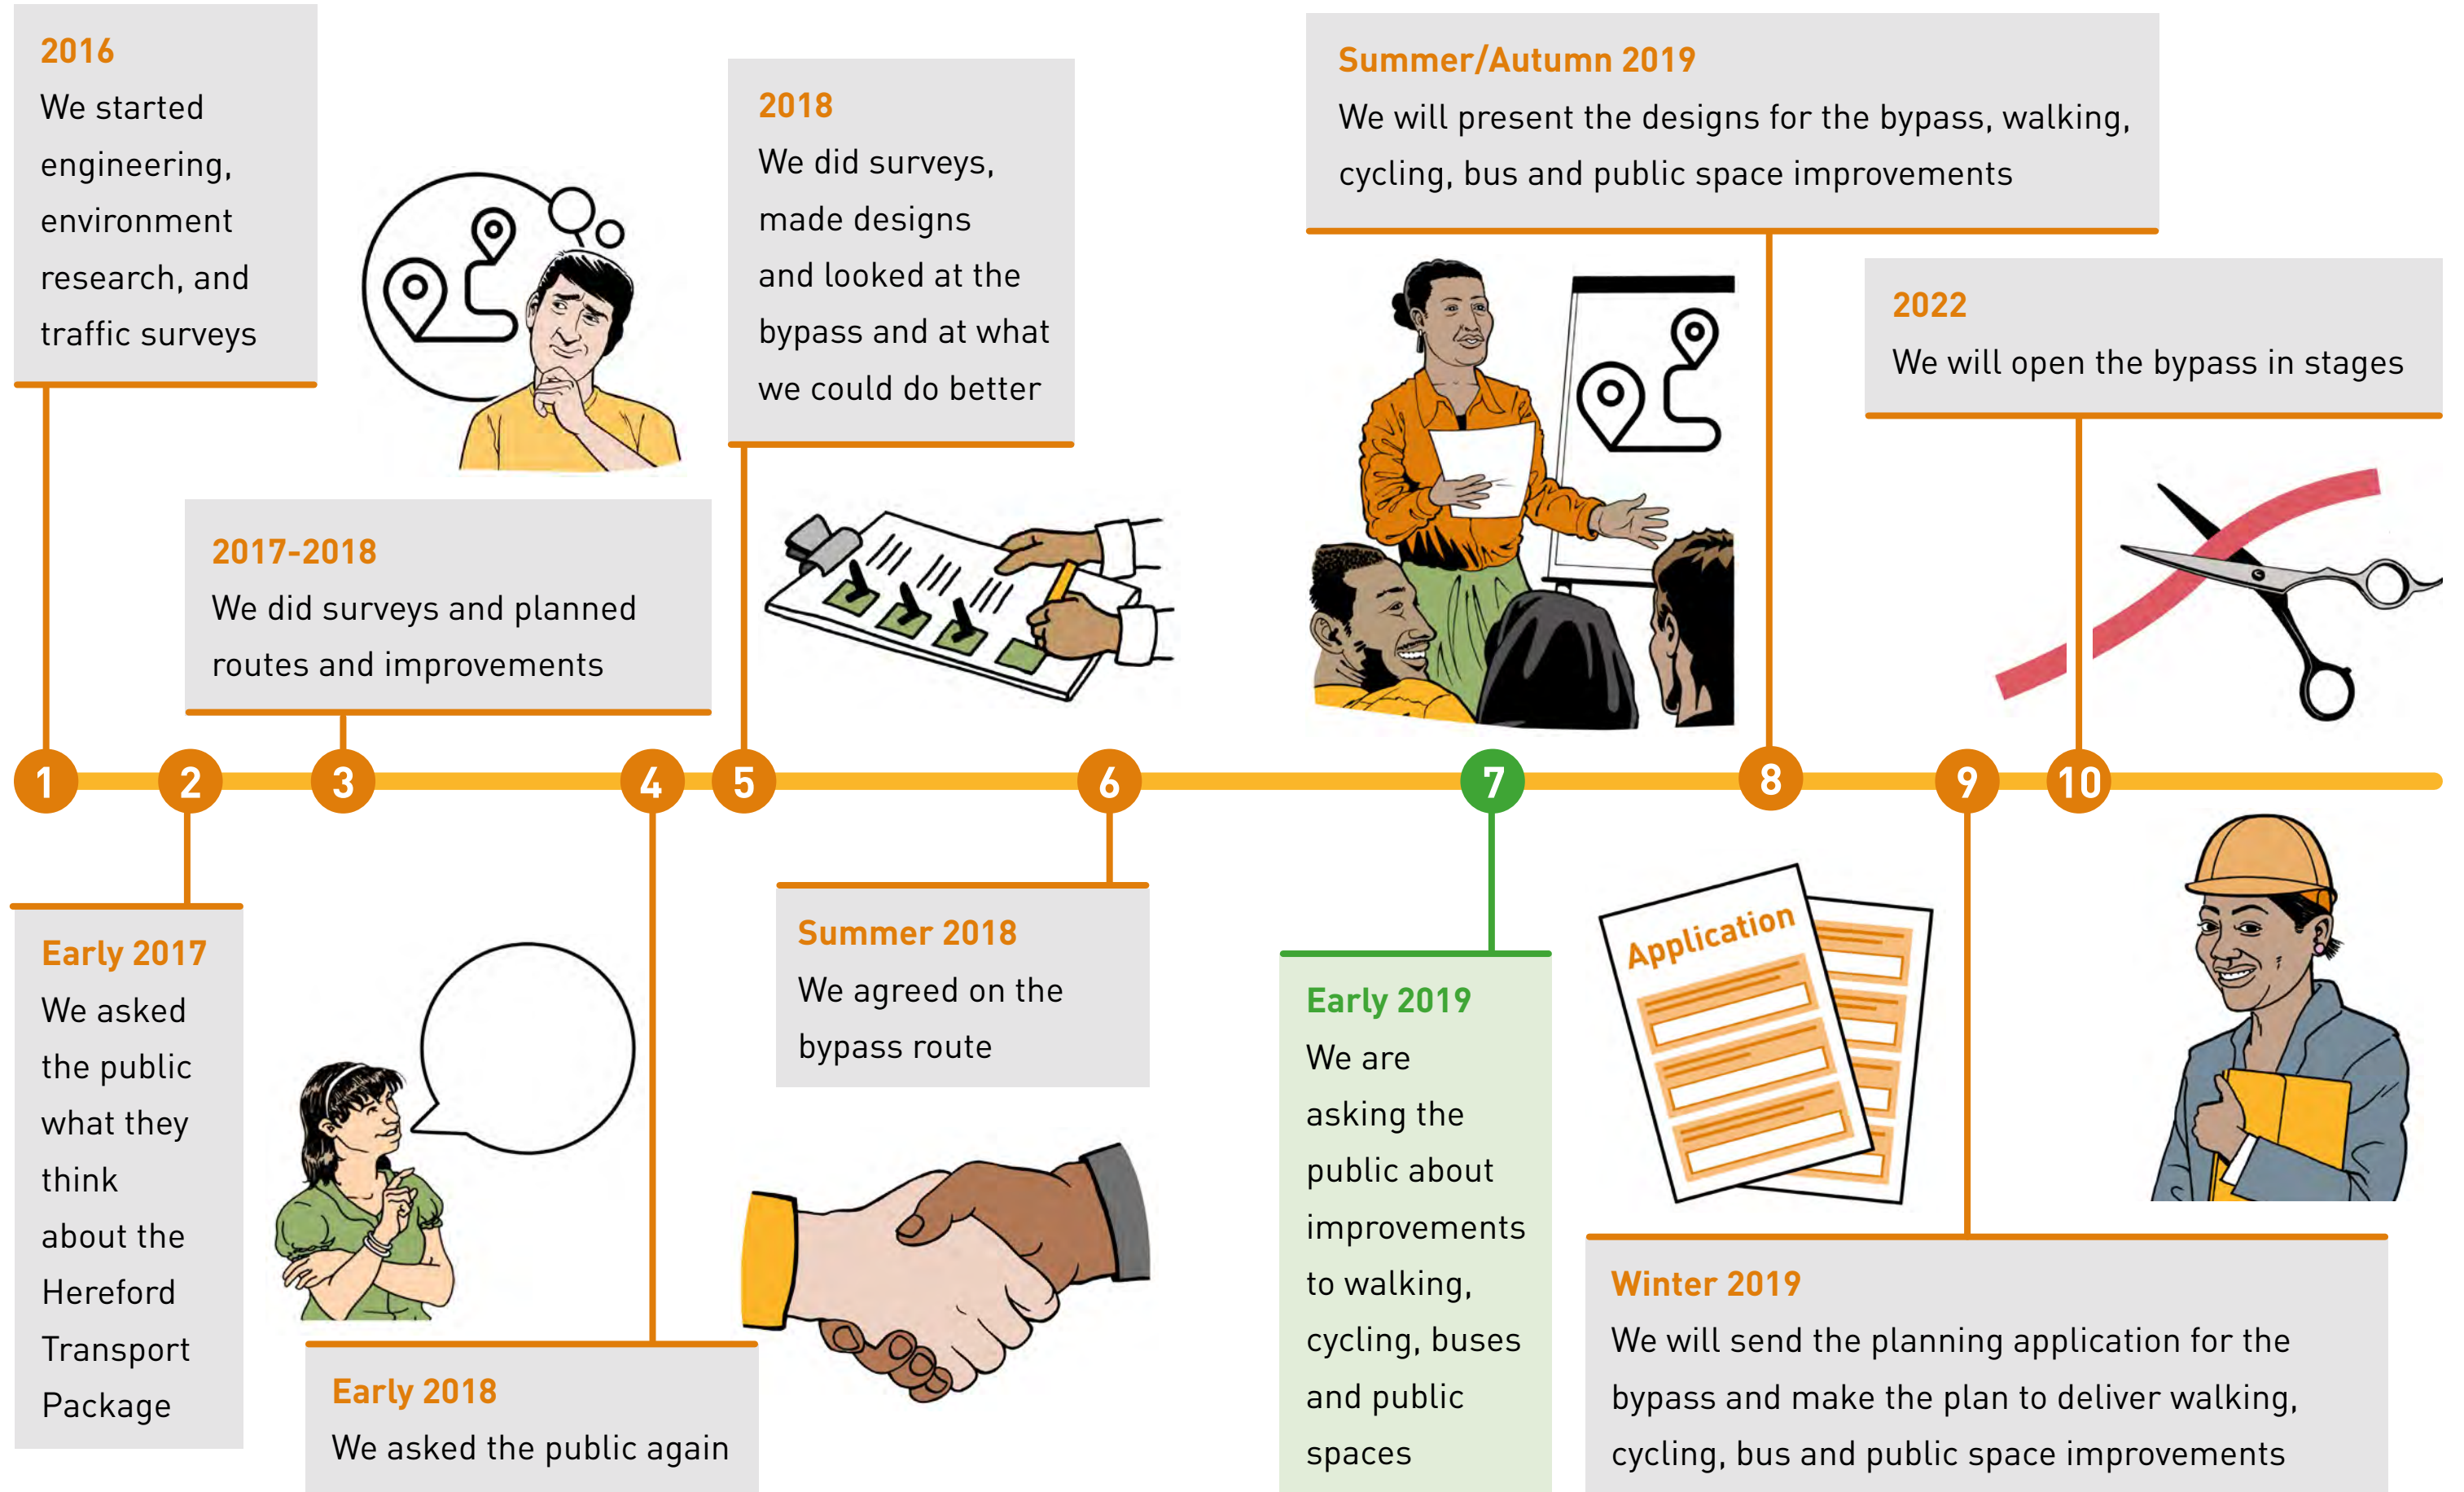 2016
We started
engineering,
environment
research, and
traffic surveys
2018
We did surveys,
made designs
and looked at the
bypass and at what
we could do better
Summer/Autumn 2019
We will present the designs for the bypass, walking,
cycling, bus and public space improvements
2022
We will open the bypass in stages
2017-2018
We did surveys and planned
routes and improvements
1
2
3
4
5
6
7
8
9
10
Early 2017
We asked
the public
what they
think
about the
Hereford
Transport
Package
Early 2018
We asked the public again
Summer 2018
We agreed on the
bypass route
Early 2019
We are
asking the
public about
improvements
to walking,
cycling, buses
and public
spaces
Application
Winter 2019
We will send the planning application for the
bypass and make the plan to deliver walking,
cycling, bus and public space improvements